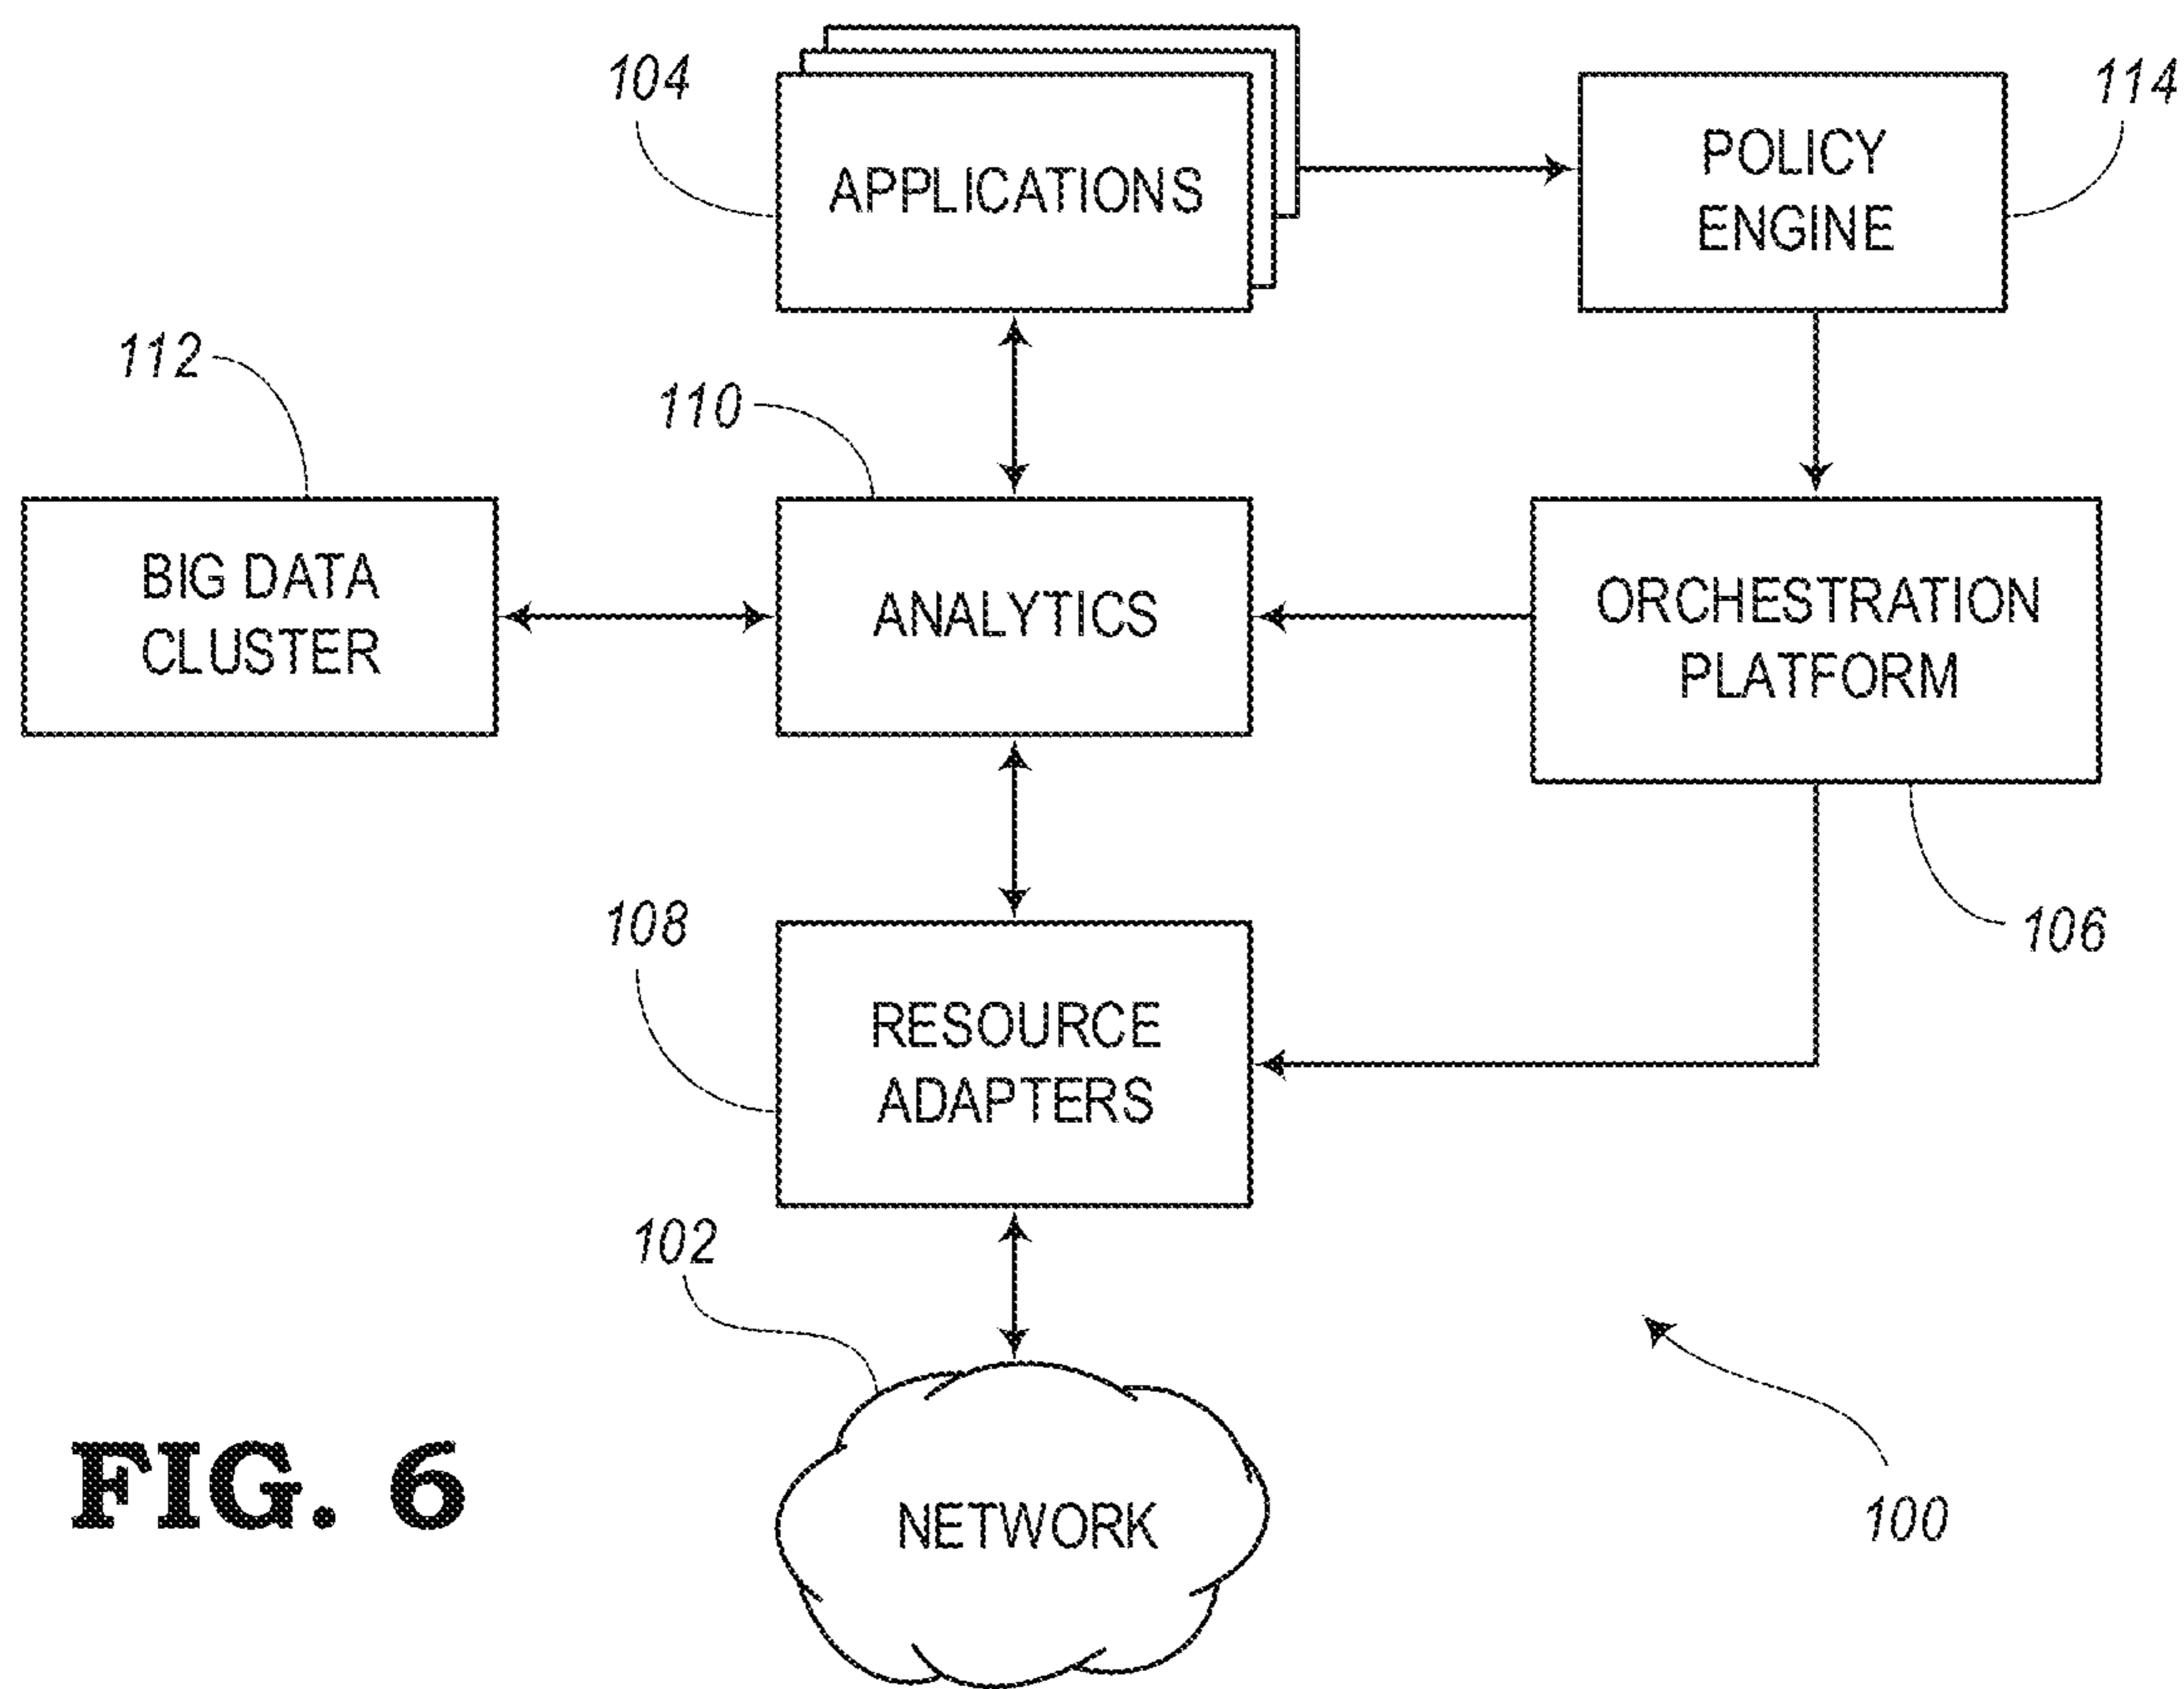 104
APPLICATIONS
POLICY
ENGINE
114
112
110
BIG DATA
CLUSTER
ANALYTICS
ORCHESTRATION
PLATFORM
108
RESOURCE
ADAPTERS
106
102
NETWORK
100
FIG. 6